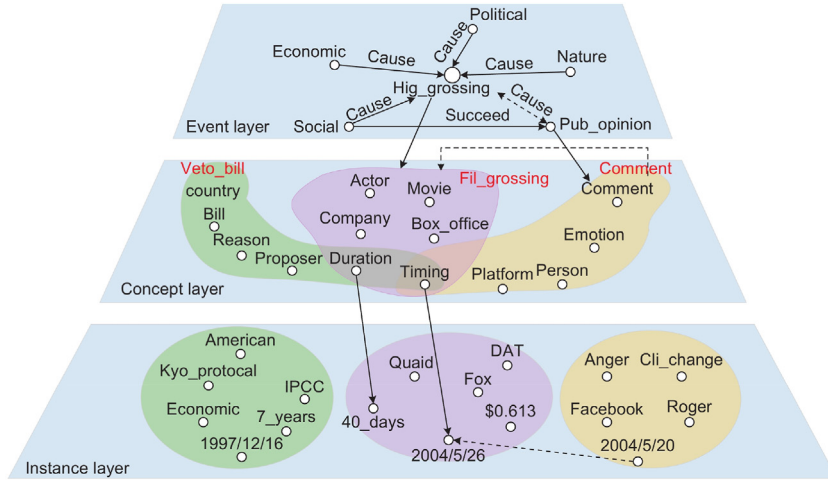 Political
Economic
Cause
Cause
Cause
Nature
Hig_grossing
Cause
Cause
Succeed
Event layer
Social
Pub_opinion
Veto_bill
Fil_grossing
Comment
country
Actor
Movie
Comment
Bill
Company
Box_office
Reason
Emotion
Proposer
Duration
Timing
Platform
Person
Concept layer
American
Kyo_protocal
IPCC
Economic
7_years
1997/12/16
Quaid
DAT
Fox
40_days
$0.613
2004/5/26
Anger
Cli_change
Facebook
Roger
2004/5/20
Instance layer